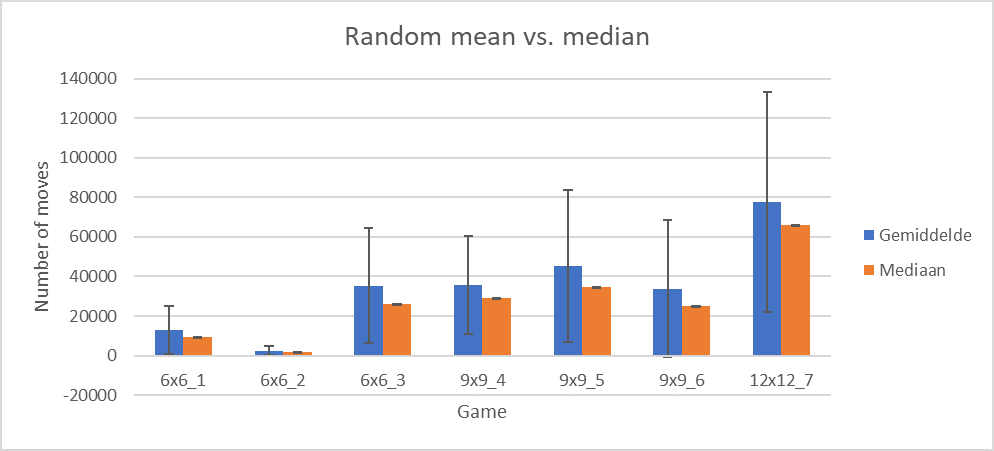 Random mean vs. median
140000
120000
100000
80000
60000
40000
20000
0
-20000
Number of moves
6x6_1 6x6_2 6x6_3 9x9_4 9x9_5 9x9_6 12x12_7
Game
Gemiddelde
Mediaan